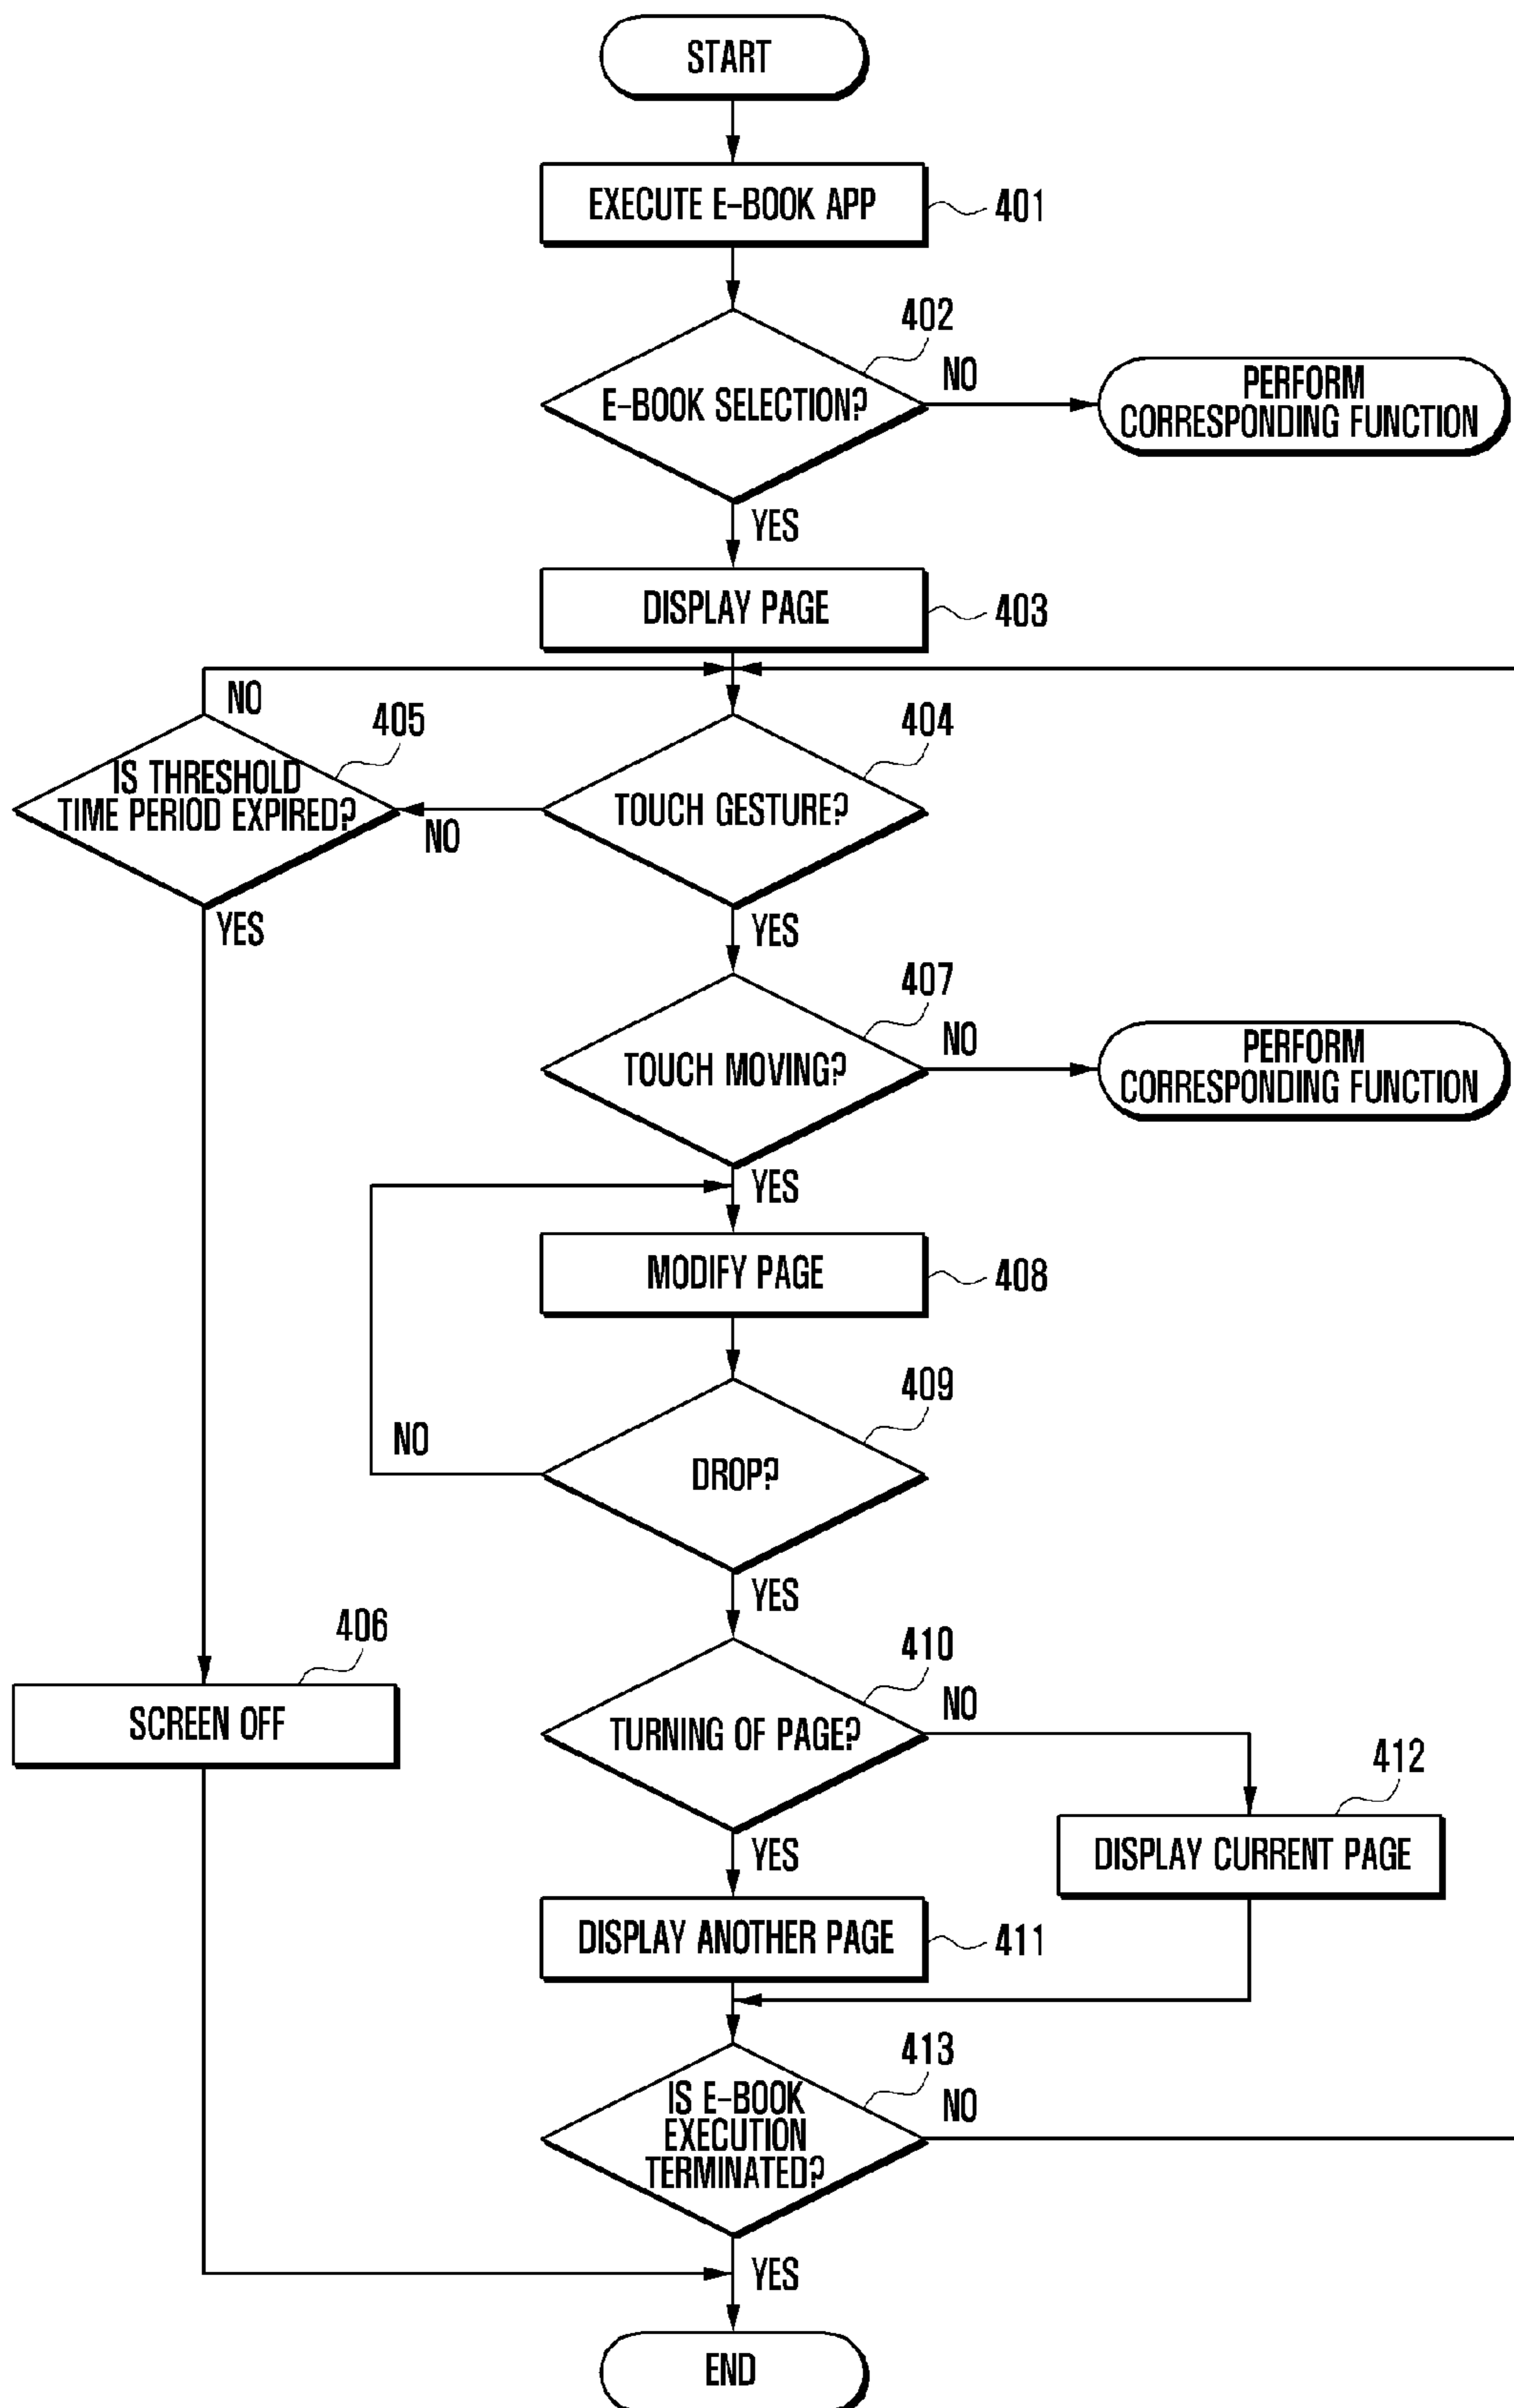 START
EXECUTE E-BOOK APP
401
402
E-BOOK SELECTION?
NO
PERFORM
CORRESPONDING FUNCTION
YES
DISPLAY PAGE
403
NO
405
404
IS THRESHOLD
TIME PERIOD EXPIRED?
NO
TOUCH GESTURE?
YES
YES
407
TOUCH MOVING?
NO
PERFORM
CORRESPONDING FUNCTION
YES
MODIFY PAGE
408
409
NO
DROP?
YES
406
SCREEN OFF
410
TURNING OF PAGE?
NO
412
DISPLAY CURRENT PAGE
YES
DISPLAY ANOTHER PAGE
411
413
IS E-BOOK
EXECUTION
TERMINATED?
NO
YES
END